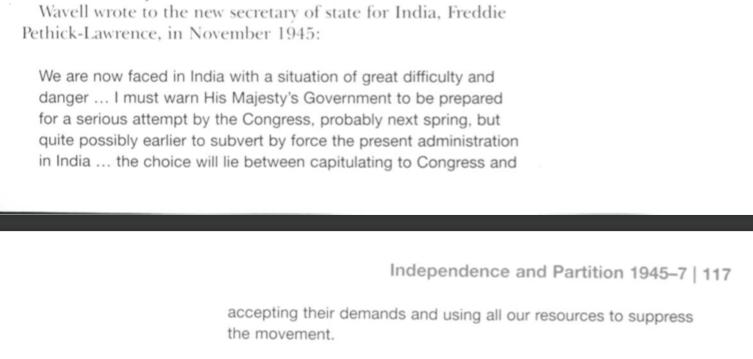 Wavell wrote to the new secretary of state for India, Freddie
Pethick-Lawrence, in November 1945:
We are now faced in India with a situation of great difficulty and
danger ... I must warn His Majesty's Government to be prepared
for a serious attempt by the Congress, probably next spring, but
quite possibly earlier to subvert by force the present administration
in India ... the choice will lie between capitulating to Congress and
Independence and Partition 1945–7 | 117
accepting their demands and using all our resources to suppress
the movement.